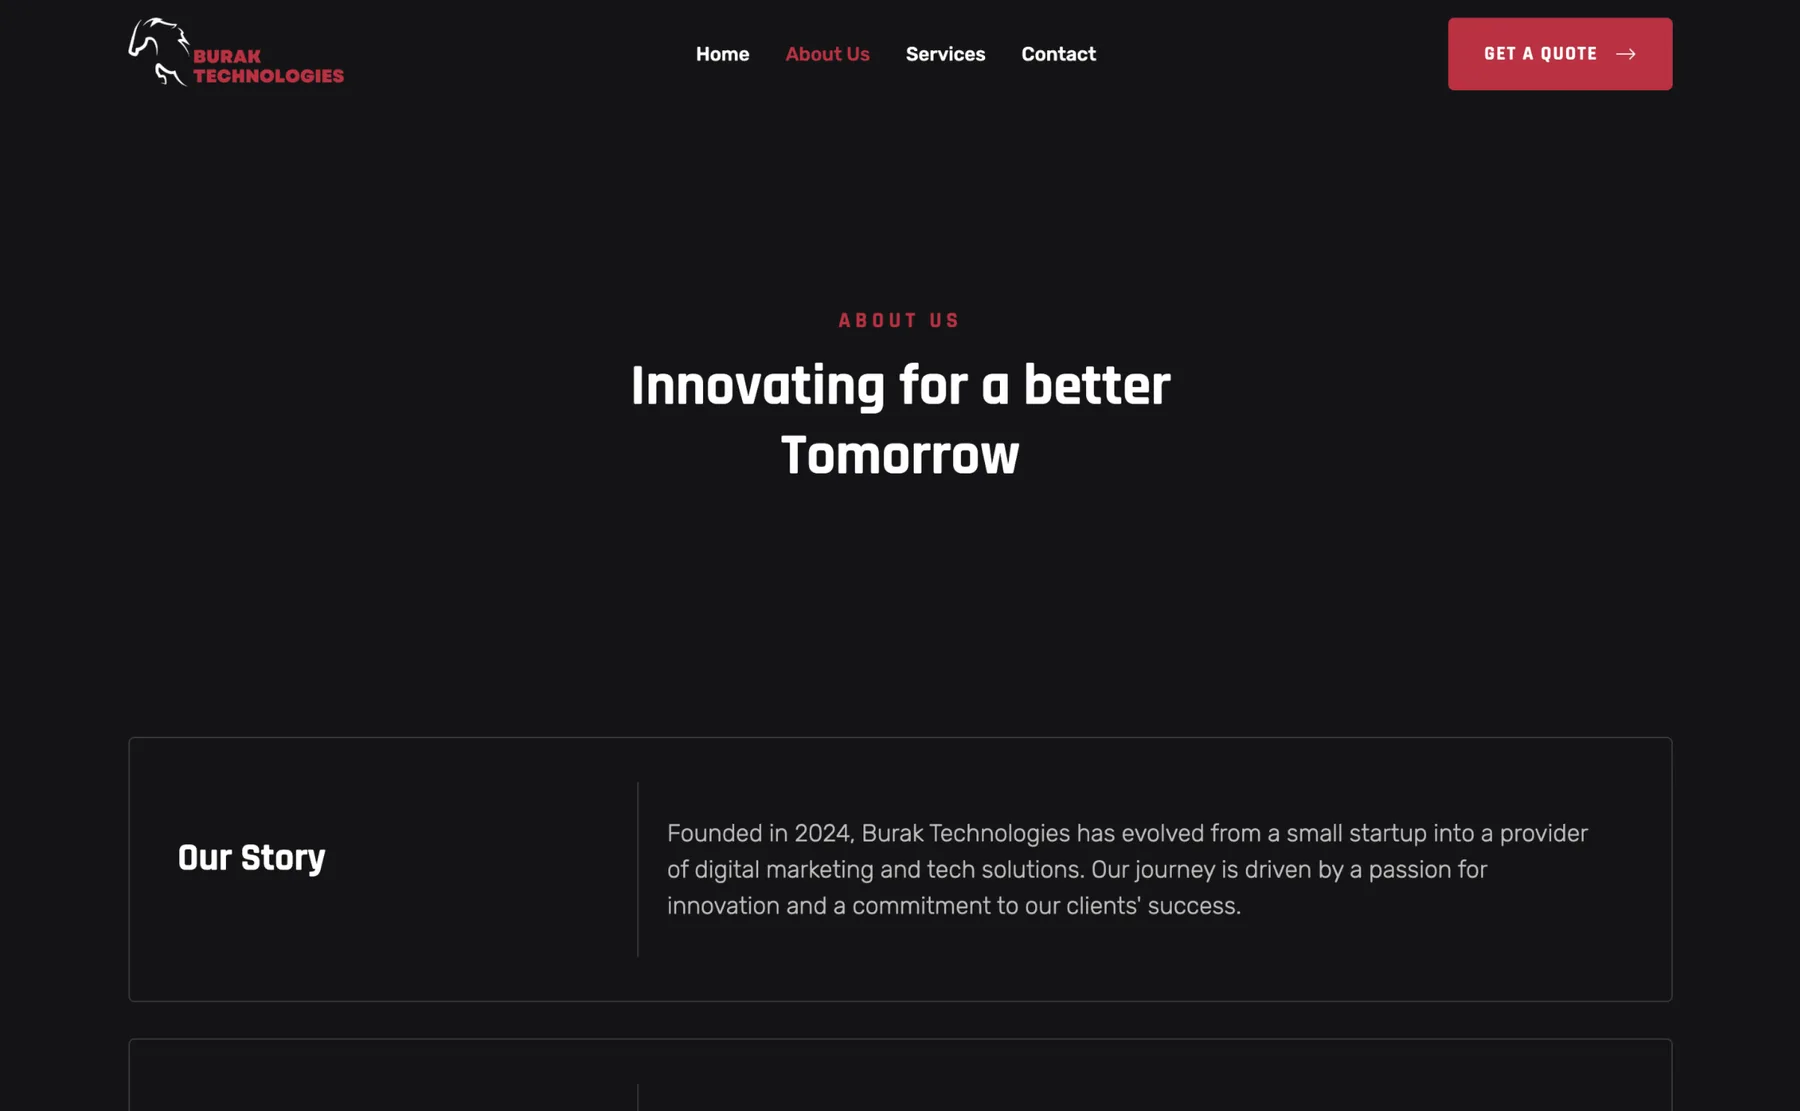 BURAK
TECHNOLOGIES
Home
About Us
Services
Contact
GET A QUOTE
ABOUT US
Innovating for a better
Tomorrow
Our Story
Founded in 2024, Burak Technologies has evolved from a small startup into a provider
of digital marketing and tech solutions. Our journey is driven by a passion for
innovation and a commitment to our clients' success.